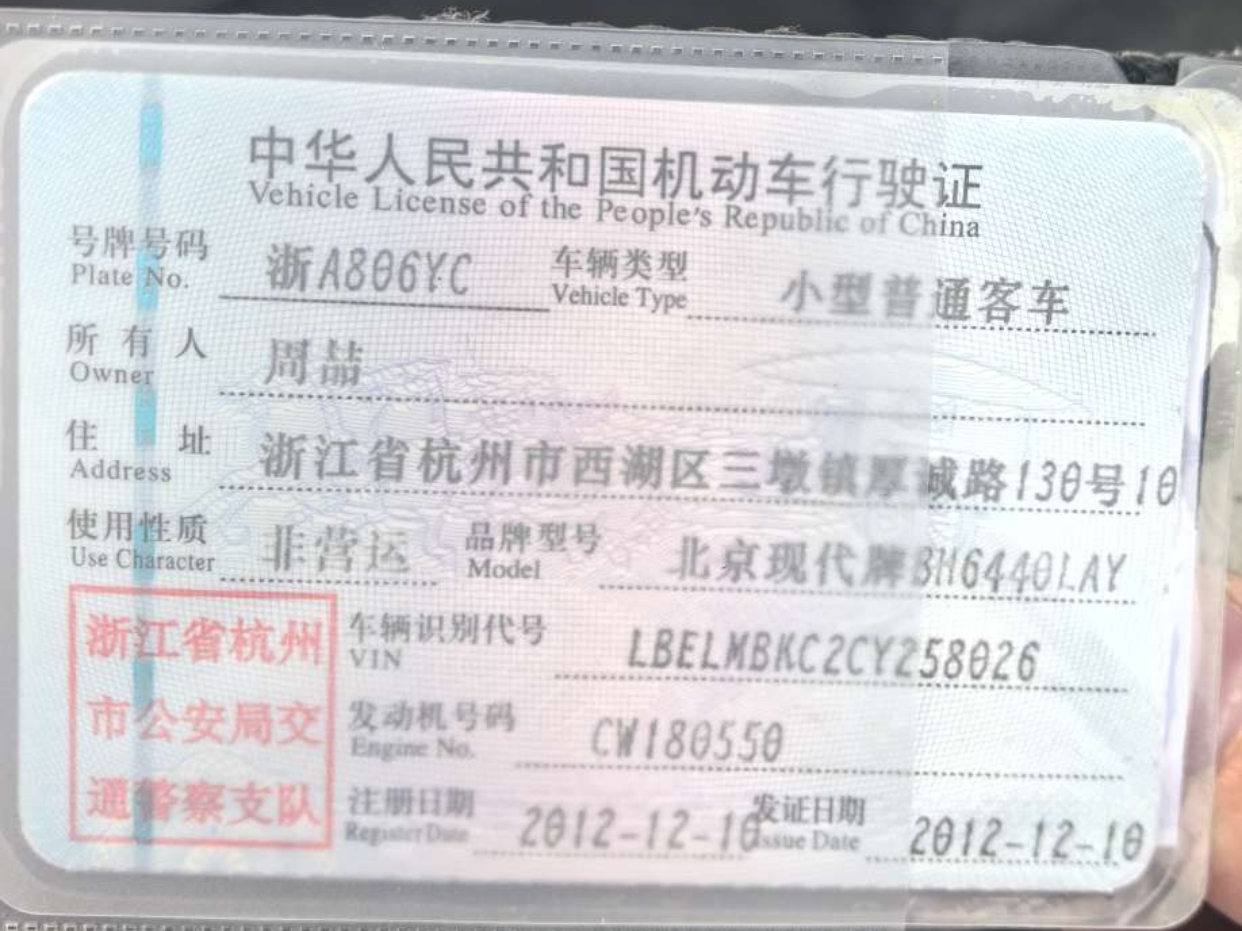 中华人民共和国机动车行驶证
Vehicle License of the People's Republic of China
号牌号码 浙A806YC 车辆类型 小型普通客车
Plate No. Vehicle Type
所有人 周喆
Owner
住址 浙江省杭州市西湖区三墩镇厚诚路130号10
Address
使用性质 非营运 品牌型号 北京现代牌BH6440LAY
Use Character Model
浙江省杭州
市公安局交
通警察支队
车辆识别代号 LBELMBKC2CY258026
VIN
发动机号码 CW180550
Engine No.
注册日期 2012-12-10 发证日期 2012-12-10
Register Date Issue Date